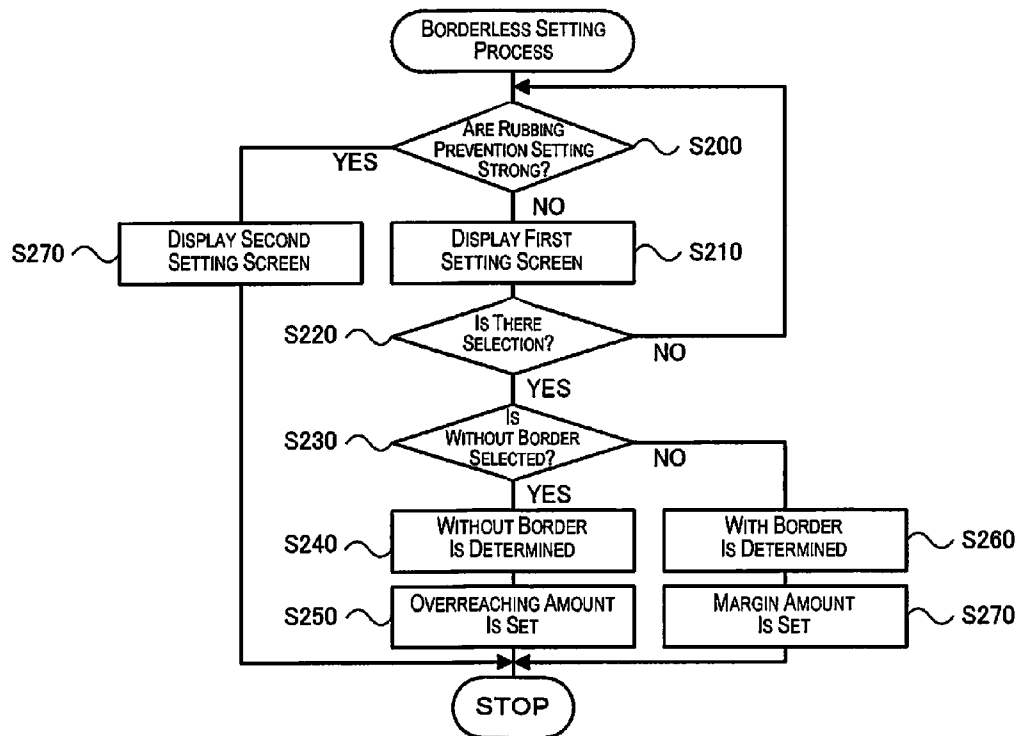 BORDERLESS SETTING
PROCESS
ARE RUBBING
PREVENTION SETTING
STRONG?
S200
YES
NO
S270
DISPLAY SECOND
SETTING SCREEN
DISPLAY FIRST
SETTING SCREEN
S210
S220
IS THERE
SELECTION?
NO
YES
S230
IS
WITHOUT BORDER
SELECTED?
NO
YES
S240
WITHOUT BORDER
IS DETERMINED
WITH BORDER
IS DETERMINED
S260
S250
OVERREACHING AMOUNT
IS SET
MARGIN AMOUNT
IS SET
S270
STOP